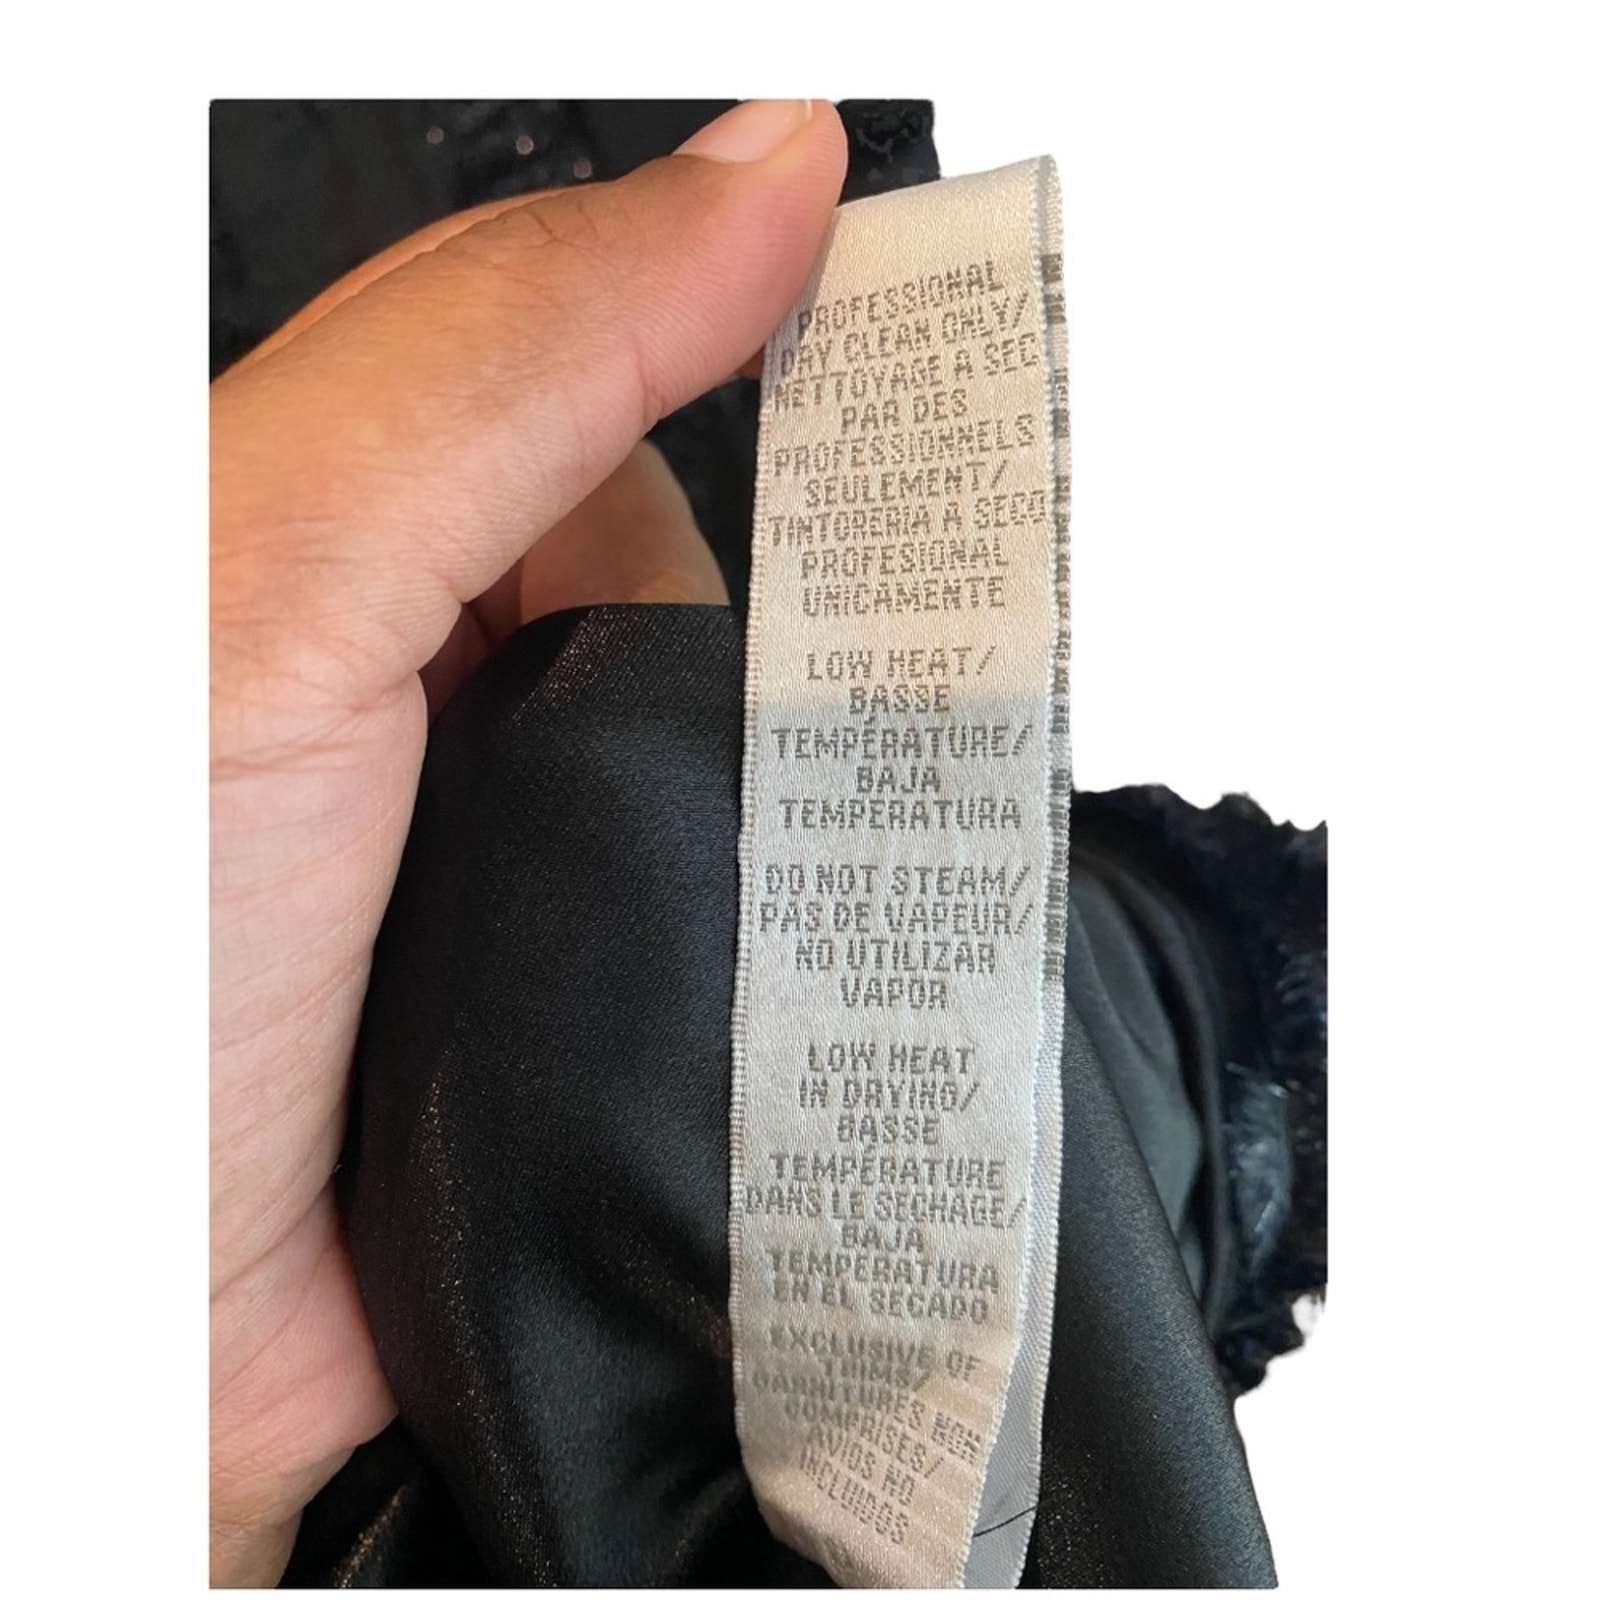 PROFESSIONAL
DRY CLEAN ONLY/
NETTOYAGE A SEC
PAR DES
PROFESSIONNELS
SEULEMENT/
TINTORERIA A SECO
PROFESIONAL
UNICAMENTE
LOW HEAT/
BASSE
TEMPÉRATURE/
BAJA
TEMPERATURA
DO NOT STEAM/
PAS DE VAPEUR/
NO UTILIZAR
VAPOR
LOW HEAT
IN DRYING/
BASSE
TEMPÉRATURE
DANS LE SECHAGE/
BAJA
TEMPERATURA
EN EL SECADO
EXCLUSIVE OF
TRIMS/
GARNITURES NON
COMPRISES/
AVIOS NO
INCLUIDOS